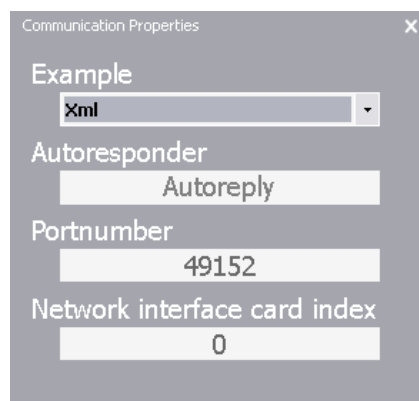 Communication Properties
Example
Xml
Autoresponder
Autoreply
Portnumber
49152
Network interface card index
0